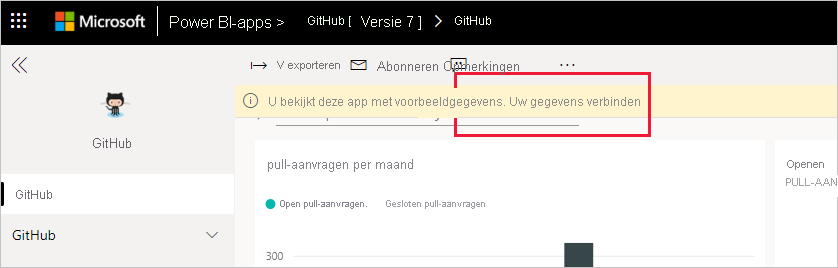 Microsoft Power BI-apps > GitHub [ Versie 7 ] > GitHub
V exporteren Abonneren Opmerkingen ...
U bekijkt deze app met voorbeeldgegevens. Uw gegevens verbinden
GitHub
GitHub
GitHub
pull-aanvragen per maand
Open pull-aanvragen. Gesloten pull-aanvragen
300
Openen
PULL-AAN